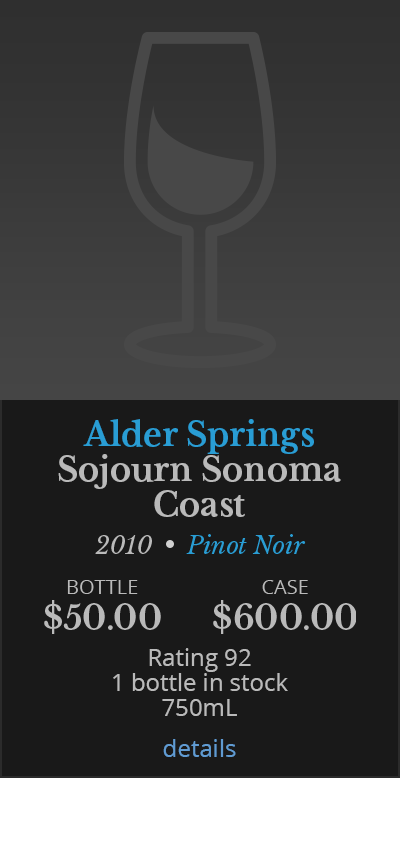 Alder Springs
Sojourn Sonoma
Coast
2010 • Pinot Noir
BOTTLE CASE
$50.00 $600.00
Rating 92
1 bottle in stock
750mL
details